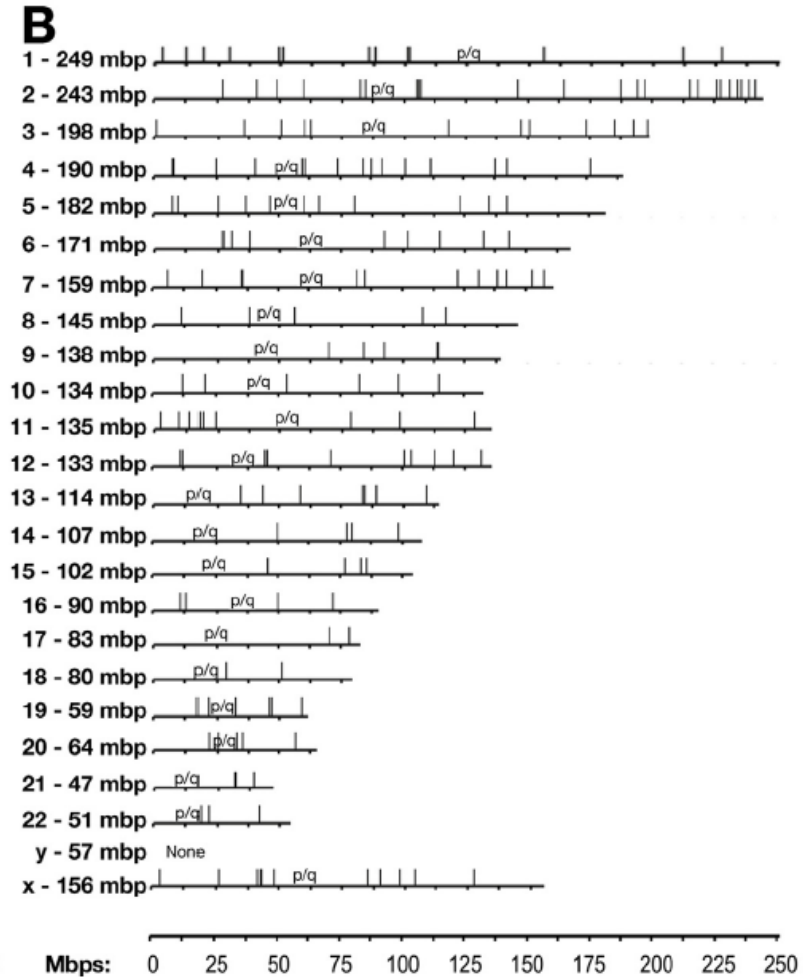 B
1 - 249 mbp p/q
2 - 243 mbp p/q
3 - 198 mbp p/q
4 - 190 mbp p/q
5 - 182 mbp p/q
6 - 171 mbp p/q
7 - 159 mbp p/q
8 - 145 mbp p/q
9 - 138 mbp p/q
10 - 134 mbp p/q
11 - 135 mbp p/q
12 - 133 mbp p/q
13 - 114 mbp p/q
14 - 107 mbp p/q
15 - 102 mbp p/q
16 - 90 mbp p/q
17 - 83 mbp p/q
18 - 80 mbp p/q
19 - 59 mbp p/q
20 - 64 mbp p/q
21 - 47 mbp p/q
22 - 51 mbp p/q
y - 57 mbp None
x - 156 mbp p/q
Mbps: 0 25 50 75 100 125 150 175 200 225 250